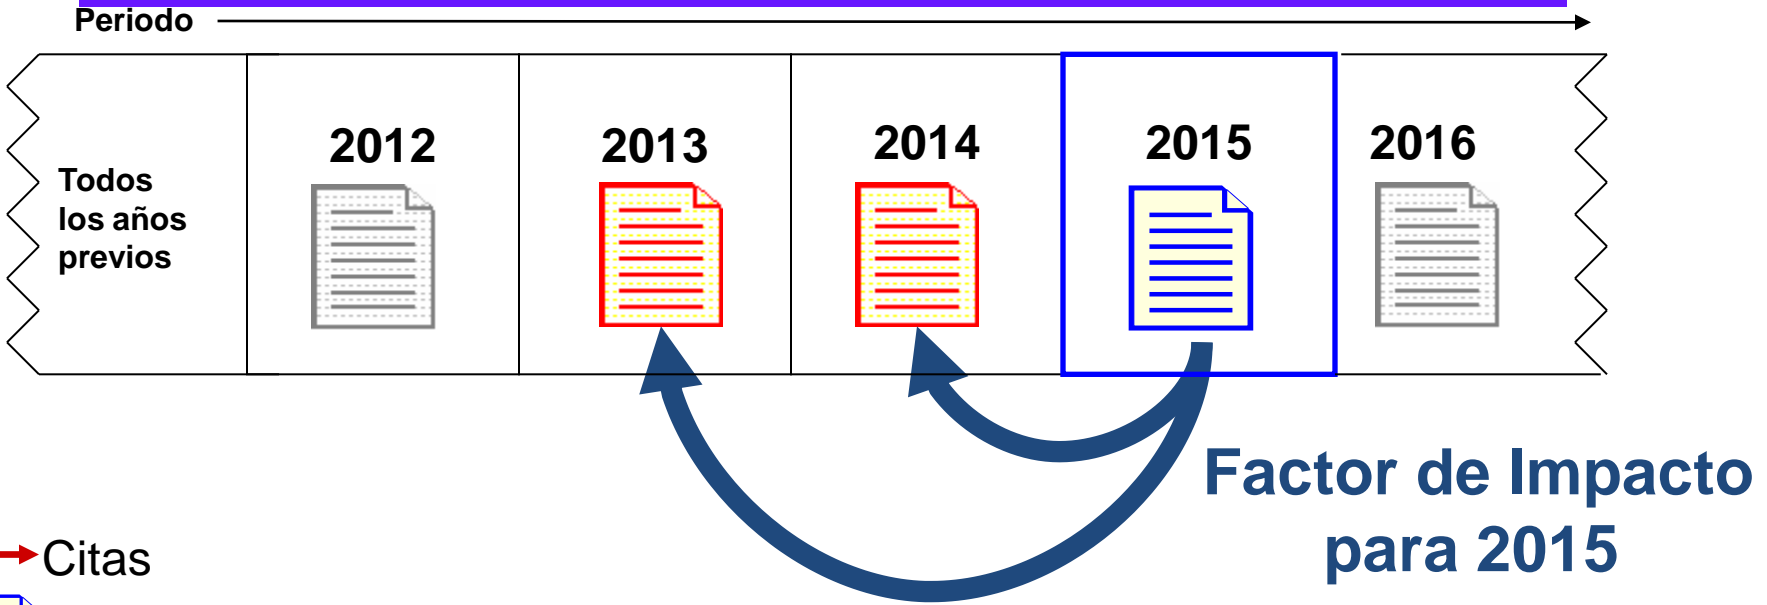 Periodo
2012
2013
2014
2015
2016
Todos
los años
previos
Factor de Impacto
para 2015
Citas